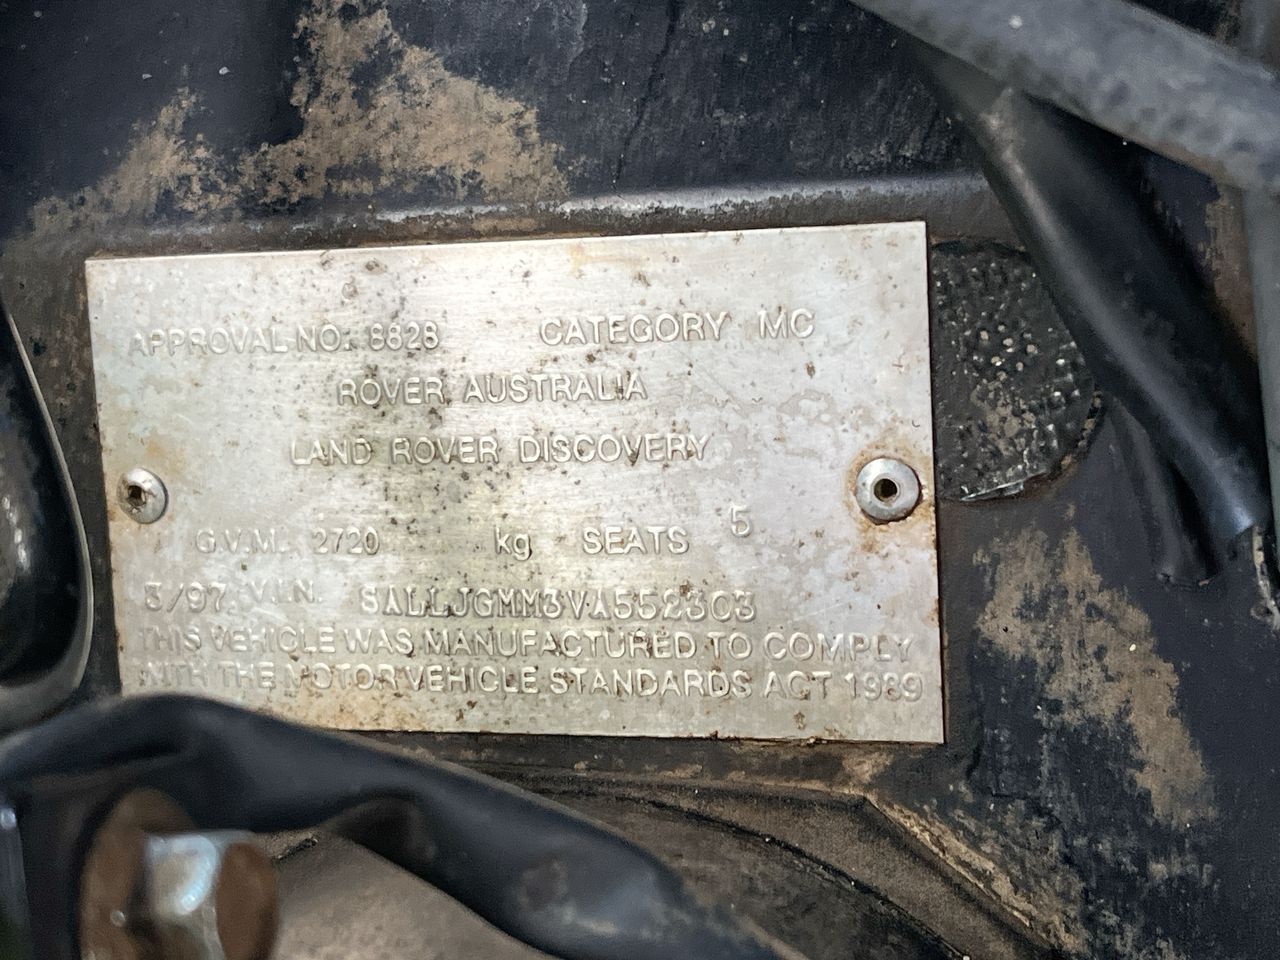 APPROVAL NO: 8828 CATEGORY MC
ROVER AUSTRALIA
LAND ROVER DISCOVERY
G.V.M. 2720 kg SEATS 5
3/97 V.I.N. SALLJGMM3VA552303
THIS VEHICLE WAS MANUFACTURED TO COMPLY
WITH THE MOTOR VEHICLE STANDARDS ACT 1989